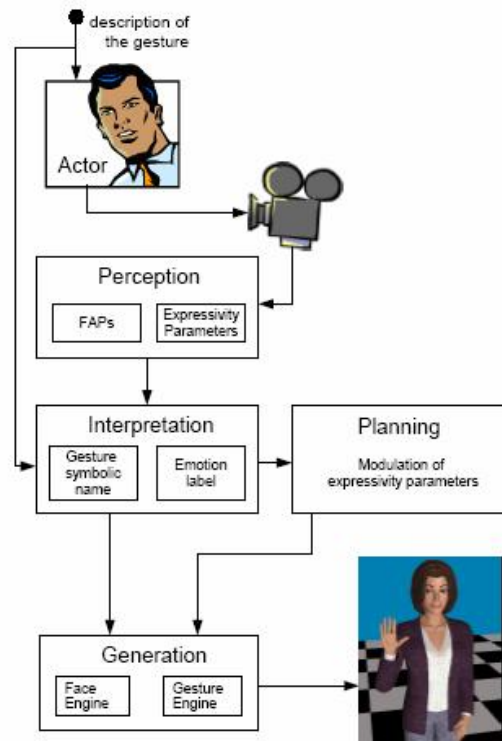 description of
the gesture
Actor
Perception
FAPs
Expressivity
Parameters
Interpretation
Gesture
symbolic
name
Emotion
label
Planning
Modulation of
expressivity parameters
Generation
Face
Engine
Gesture
Engine